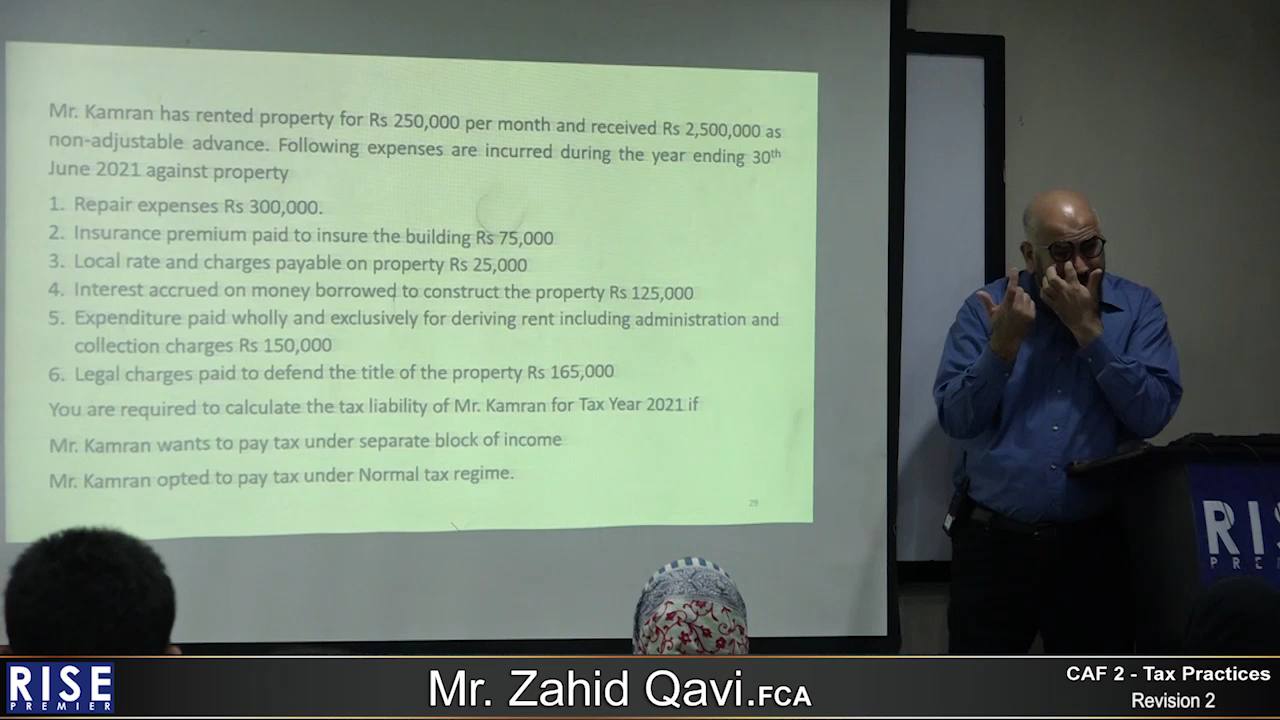 Mr. Kamran has rented property for Rs 250,000 per month and received Rs 2,500,000 as
non-adjustable advance. Following expenses are incurred during the year ending 30th
June 2021 against property
1. Repair expenses Rs 300,000.
2. Insurance premium paid to insure the building Rs 75,000
3. Local rate and charges payable on property Rs 25,000
4. Interest accrued on money borrowed to construct the property Rs 125,000
5. Expenditure paid wholly and exclusively for deriving rent including administration and
collection charges Rs 150,000
6. Legal charges paid to defend the title of the property Rs 165,000
You are required to calculate the tax liability of Mr. Kamran for Tax Year 2021 if
Mr. Kamran wants to pay tax under separate block of income
Mr. Kamran opted to pay tax under Normal tax regime.
29
RIS
PREM
RISE
PREMIER
Mr. Zahid Qavi.FCA
CAF 2 - Tax Practices
Revision 2